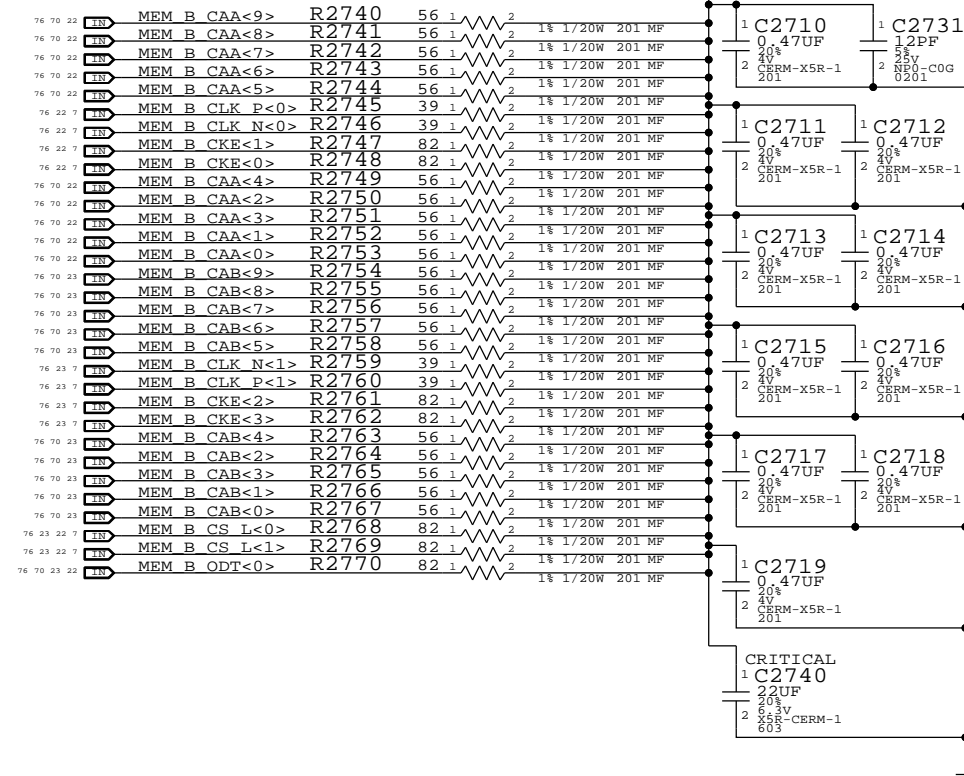 76 70 22 IN MEM_B_CAA<9> R2740 56 1 2 1% 1/20W 201 MF
76 70 22 IN MEM_B_CAA<8> R2741 56 1 2 1% 1/20W 201 MF
76 70 22 IN MEM_B_CAA<7> R2742 56 1 2 1% 1/20W 201 MF
76 70 22 IN MEM_B_CAA<6> R2743 56 1 2 1% 1/20W 201 MF
76 70 22 IN MEM_B_CAA<5> R2744 56 1 2 1% 1/20W 201 MF
76 22 7 IN MEM_B_CLK_P<0> R2745 39 1 2 1% 1/20W 201 MF
76 22 7 IN MEM_B_CLK_N<0> R2746 39 1 2 1% 1/20W 201 MF
76 22 7 IN MEM_B_CKE<1> R2747 82 1 2 1% 1/20W 201 MF
76 22 7 IN MEM_B_CKE<0> R2748 82 1 2 1% 1/20W 201 MF
76 70 22 IN MEM_B_CAA<4> R2749 56 1 2 1% 1/20W 201 MF
76 70 22 IN MEM_B_CAA<2> R2750 56 1 2 1% 1/20W 201 MF
76 70 22 IN MEM_B_CAA<3> R2751 56 1 2 1% 1/20W 201 MF
76 70 22 IN MEM_B_CAA<1> R2752 56 1 2 1% 1/20W 201 MF
76 70 22 IN MEM_B_CAA<0> R2753 56 1 2 1% 1/20W 201 MF
76 70 23 IN MEM_B_CAB<9> R2754 56 1 2 1% 1/20W 201 MF
76 70 23 IN MEM_B_CAB<8> R2755 56 1 2 1% 1/20W 201 MF
76 70 23 IN MEM_B_CAB<7> R2756 56 1 2 1% 1/20W 201 MF
76 70 23 IN MEM_B_CAB<6> R2757 56 1 2 1% 1/20W 201 MF
76 70 23 IN MEM_B_CAB<5> R2758 56 1 2 1% 1/20W 201 MF
76 23 7 IN MEM_B_CLK_N<1> R2759 39 1 2 1% 1/20W 201 MF
76 23 7 IN MEM_B_CLK_P<1> R2760 39 1 2 1% 1/20W 201 MF
76 23 7 IN MEM_B_CKE<2> R2761 82 1 2 1% 1/20W 201 MF
76 23 7 IN MEM_B_CKE<3> R2762 82 1 2 1% 1/20W 201 MF
76 70 23 IN MEM_B_CAB<4> R2763 56 1 2 1% 1/20W 201 MF
76 70 23 IN MEM_B_CAB<2> R2764 56 1 2 1% 1/20W 201 MF
76 70 23 IN MEM_B_CAB<3> R2765 56 1 2 1% 1/20W 201 MF
76 70 23 IN MEM_B_CAB<1> R2766 56 1 2 1% 1/20W 201 MF
76 70 23 IN MEM_B_CAB<0> R2767 56 1 2 1% 1/20W 201 MF
76 23 22 7 IN MEM_B_CS_L<0> R2768 82 1 2 1% 1/20W 201 MF
76 23 22 7 IN MEM_B_CS_L<1> R2769 82 1 2 1% 1/20W 201 MF
76 70 23 22 IN MEM_B_ODT<0> R2770 82 1 2 1% 1/20W 201 MF
1 C2710
0.47UF
20%
4V
2 CERM-X5R-1
201
1 C2731
12PF
5%
25V
2 NP0-C0G
0201
1 C2711
0.47UF
20%
4V
2 CERM-X5R-1
201
1 C2712
0.47UF
20%
4V
2 CERM-X5R-1
201
1 C2713
0.47UF
20%
4V
2 CERM-X5R-1
201
1 C2714
0.47UF
20%
4V
2 CERM-X5R-1
201
1 C2715
0.47UF
20%
4V
2 CERM-X5R-1
201
1 C2716
0.47UF
20%
4V
2 CERM-X5R-1
201
1 C2717
0.47UF
20%
4V
2 CERM-X5R-1
201
1 C2718
0.47UF
20%
4V
2 CERM-X5R-1
201
1 C2719
0.47UF
20%
4V
2 CERM-X5R-1
201
CRITICAL
1 C2740
22UF
20%
6.3V
2 X5R-CERM-1
603